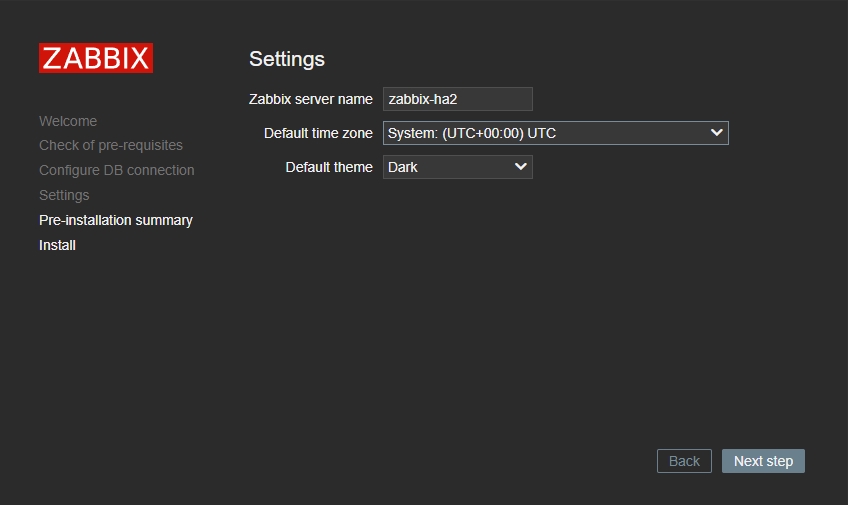 ZABBIX
Welcome
Check of pre-requisites
Configure DB connection
Settings
Pre-installation summary
Install
Settings
Zabbix server name zabbix-ha2
Default time zone System: (UTC+00:00) UTC
Default theme Dark
Back Next step